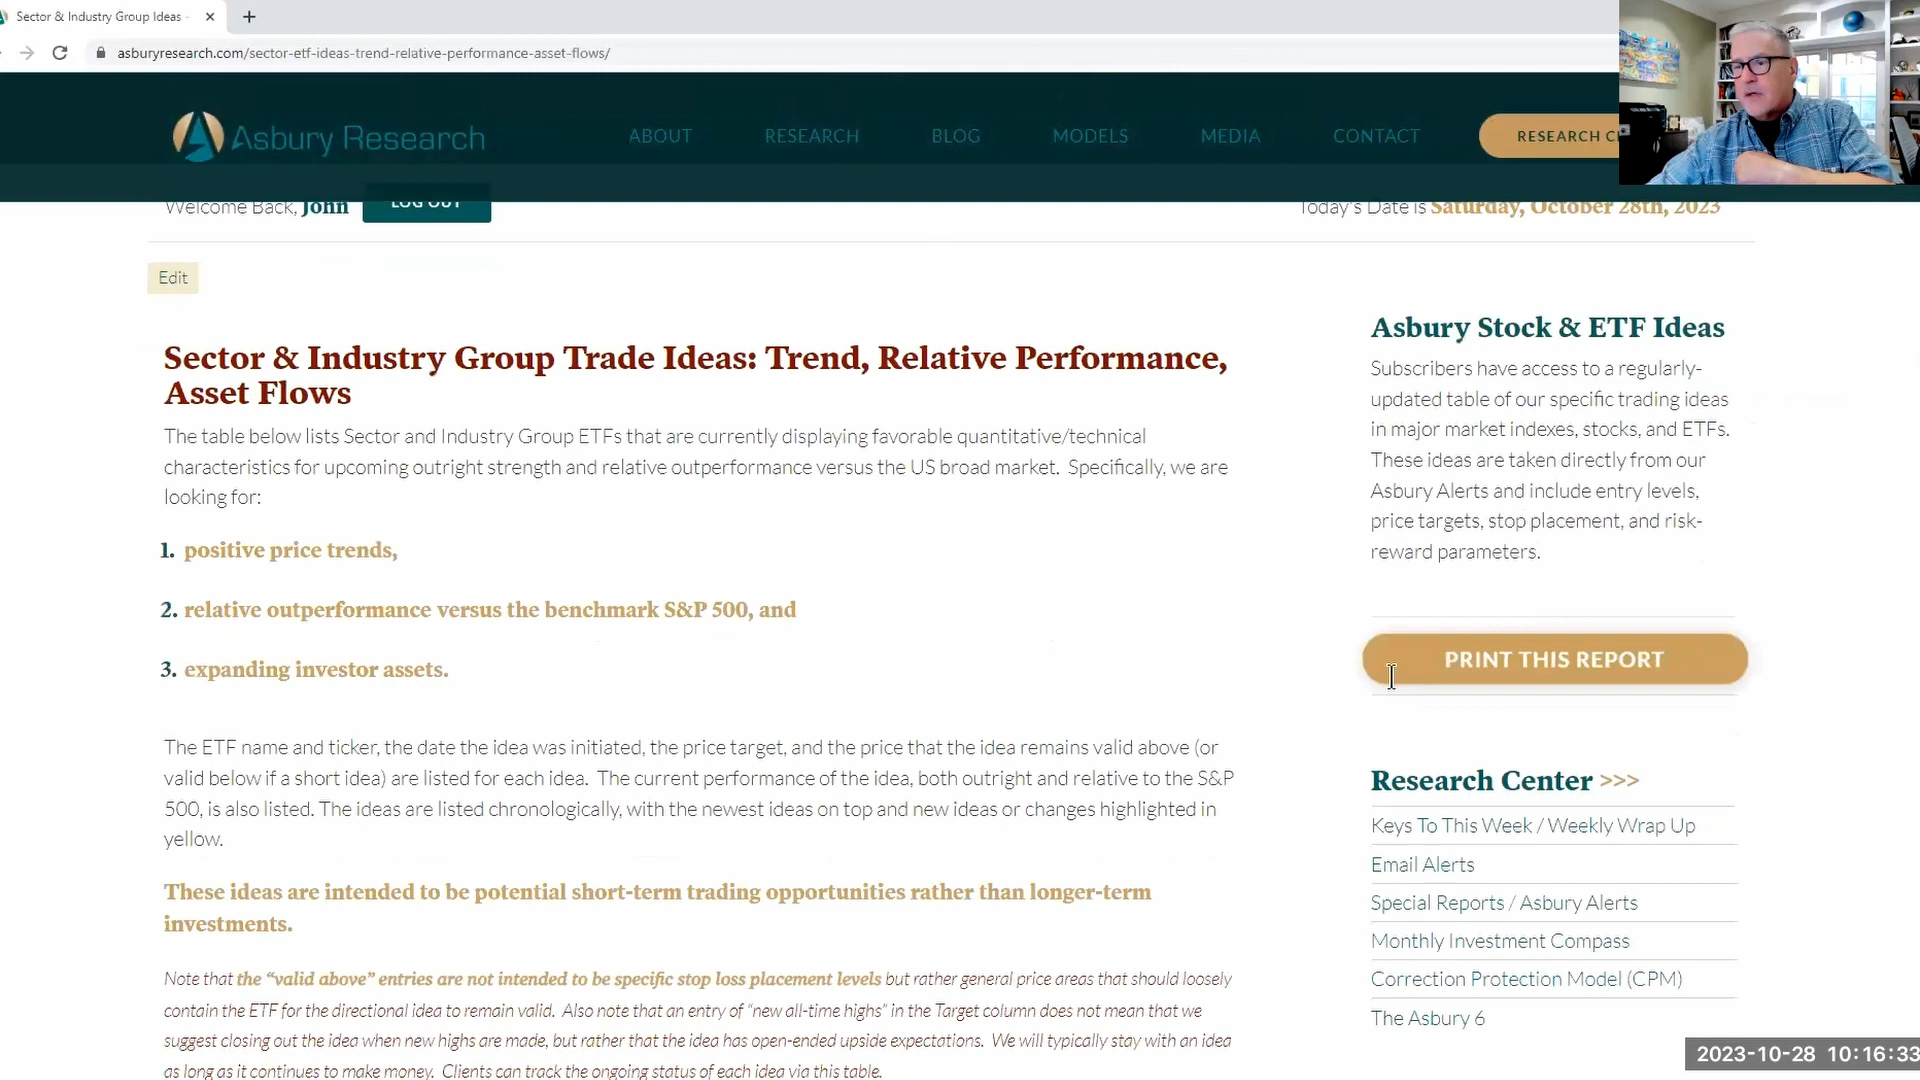 Sector & Industry Group Ideas -
asburyresearch.com/sector-etf-ideas-trend-relative-performance-asset-flows/
Asbury Research
ABOUT
RESEARCH
BLOG
MODELS
MEDIA
CONTACT
RESEARCH C
Welcome Back, John
LOG OUT
Today's Date is Saturday, October 28th, 2023
Edit
Sector & Industry Group Trade Ideas: Trend, Relative Performance,
Asset Flows
The table below lists Sector and Industry Group ETFs that are currently displaying favorable quantitative/technical
characteristics for upcoming outright strength and relative outperformance versus the US broad market. Specifically, we are
looking for:
1. positive price trends,
2. relative outperformance versus the benchmark S&P 500, and
3. expanding investor assets.
The ETF name and ticker, the date the idea was initiated, the price target, and the price that the idea remains valid above (or
valid below if a short idea) are listed for each idea. The current performance of the idea, both outright and relative to the S&P
500, is also listed. The ideas are listed chronologically, with the newest ideas on top and new ideas or changes highlighted in
yellow.
These ideas are intended to be potential short-term trading opportunities rather than longer-term
investments.
Note that the “valid above” entries are not intended to be specific stop loss placement levels but rather general price areas that should loosely
contain the ETF for the directional idea to remain valid. Also note that an entry of “new all-time highs” in the Target column does not mean that we
suggest closing out the idea when new highs are made, but rather that the idea has open-ended upside expectations. We will typically stay with an idea
as long as it continues to make money. Clients can track the ongoing status of each idea via this table.
Asbury Stock & ETF Ideas
Subscribers have access to a regularly-
updated table of our specific trading ideas
in major market indexes, stocks, and ETFs.
These ideas are taken directly from our
Asbury Alerts and include entry levels,
price targets, stop placement, and risk-
reward parameters.
PRINT THIS REPORT
Research Center >>>
Keys To This Week / Weekly Wrap Up
Email Alerts
Special Reports / Asbury Alerts
Monthly Investment Compass
Correction Protection Model (CPM)
The Asbury 6
2023-10-28 10:16:33